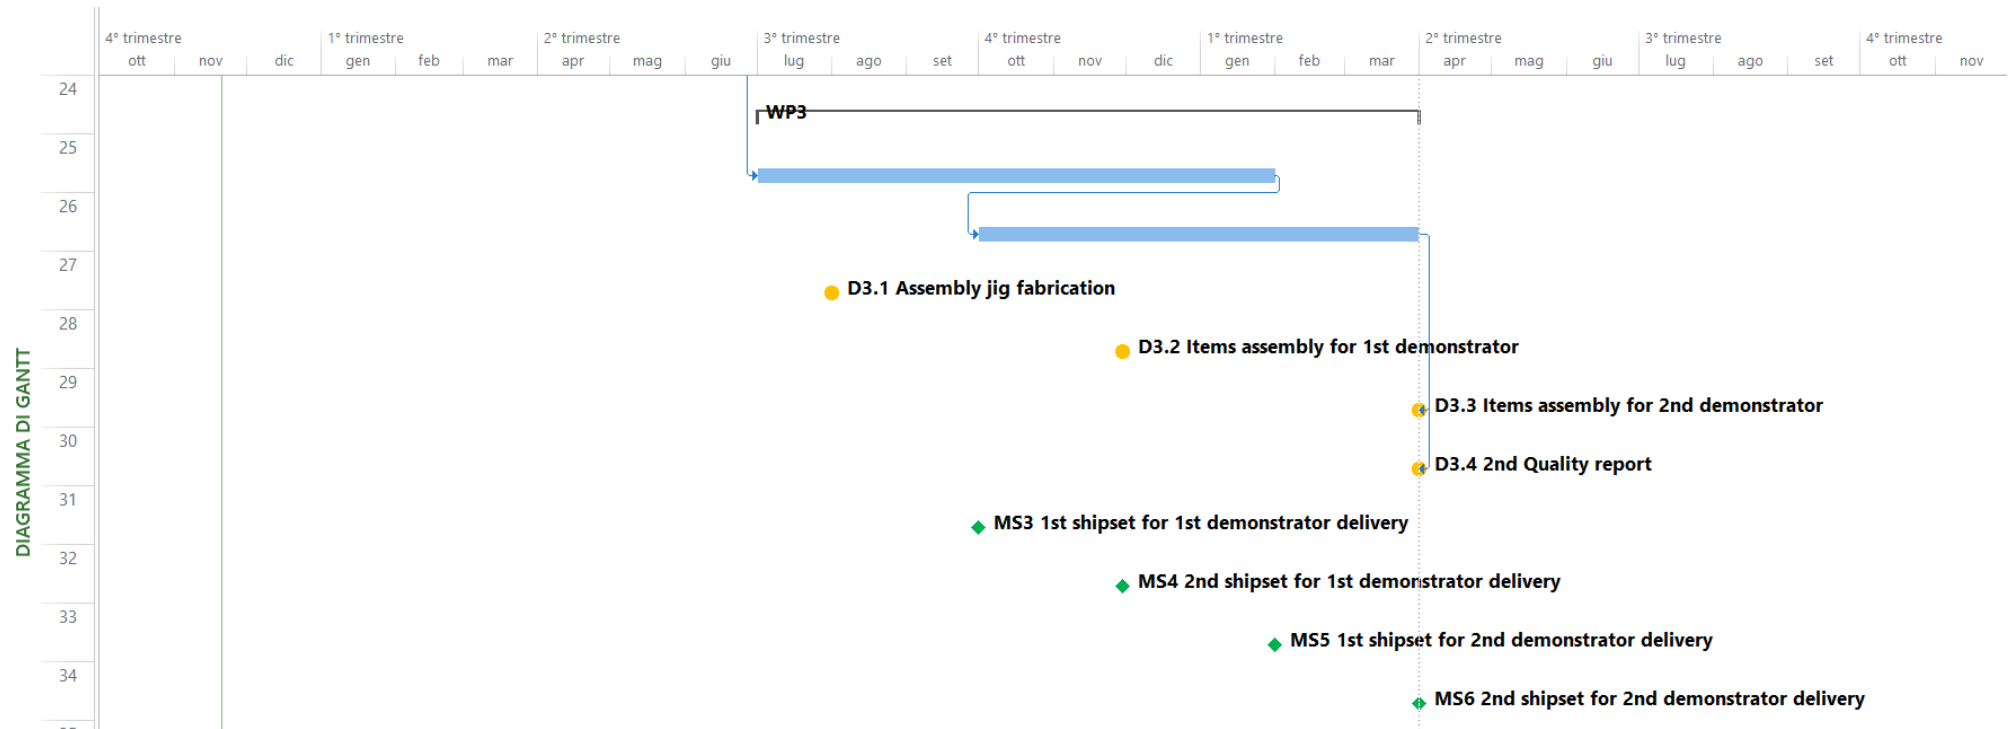 4° trimestre 1° trimestre 2° trimestre 3° trimestre 4° trimestre 1° trimestre 2° trimestre 3° trimestre 4° trimestre
ott nov dic gen feb mar apr mag giu lug ago set ott nov dic gen feb mar apr mag giu lug ago set ott nov
DIAGRAMMA DI GANTT
24
WP3
25
26
27
D3.1 Assembly jig fabrication
28
D3.2 Items assembly for 1st demonstrator
29
D3.3 Items assembly for 2nd demonstrator
30
D3.4 2nd Quality report
31
MS3 1st shipset for 1st demonstrator delivery
32
MS4 2nd shipset for 1st demonstrator delivery
33
MS5 1st shipset for 2nd demonstrator delivery
34
MS6 2nd shipset for 2nd demonstrator delivery